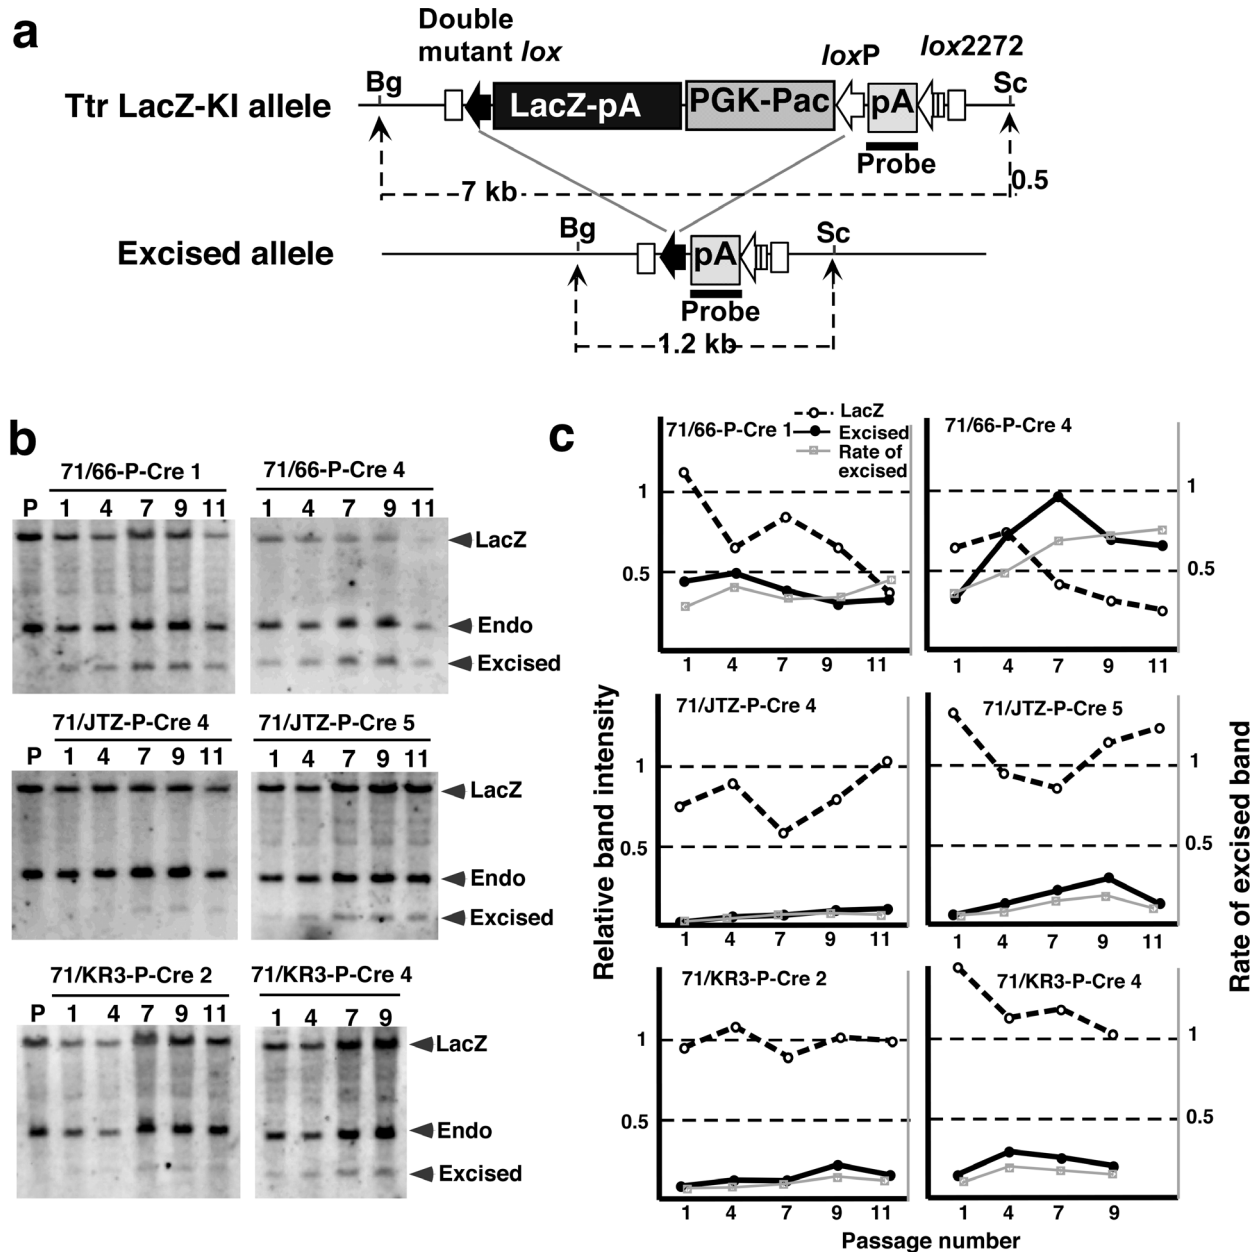 a
Double
mutant lox
loxP
lox2272
Bg
Sc
Ttr LacZ-KI allele
LacZ-pA
PGK-Pac
pA
Probe
7 kb
0.5
Bg
Sc
Excised allele
pA
Probe
1.2 kb
b
71/66-P-Cre 1
71/66-P-Cre 4
P 1 4 7 9 11
1 4 7 9 11
LacZ
Endo
Excised
71/JTZ-P-Cre 4
71/JTZ-P-Cre 5
P 1 4 7 9 11
1 4 7 9 11
LacZ
Endo
Excised
71/KR3-P-Cre 2
71/KR3-P-Cre 4
P 1 4 7 9 11
1 4 7 9
LacZ
Endo
Excised
c
LacZ
Excised
Rate of
excised
71/66-P-Cre 1
71/66-P-Cre 4
1
0.5
1
0.5
1 4 7 9 11
1 4 7 9 11
71/JTZ-P-Cre 4
71/JTZ-P-Cre 5
1
0.5
1
0.5
1 4 7 9 11
1 4 7 9 11
71/KR3-P-Cre 2
71/KR3-P-Cre 4
1
0.5
1
0.5
1 4 7 9 11
1 4 7 9
Relative band intensity
Rate of excised band
Passage number